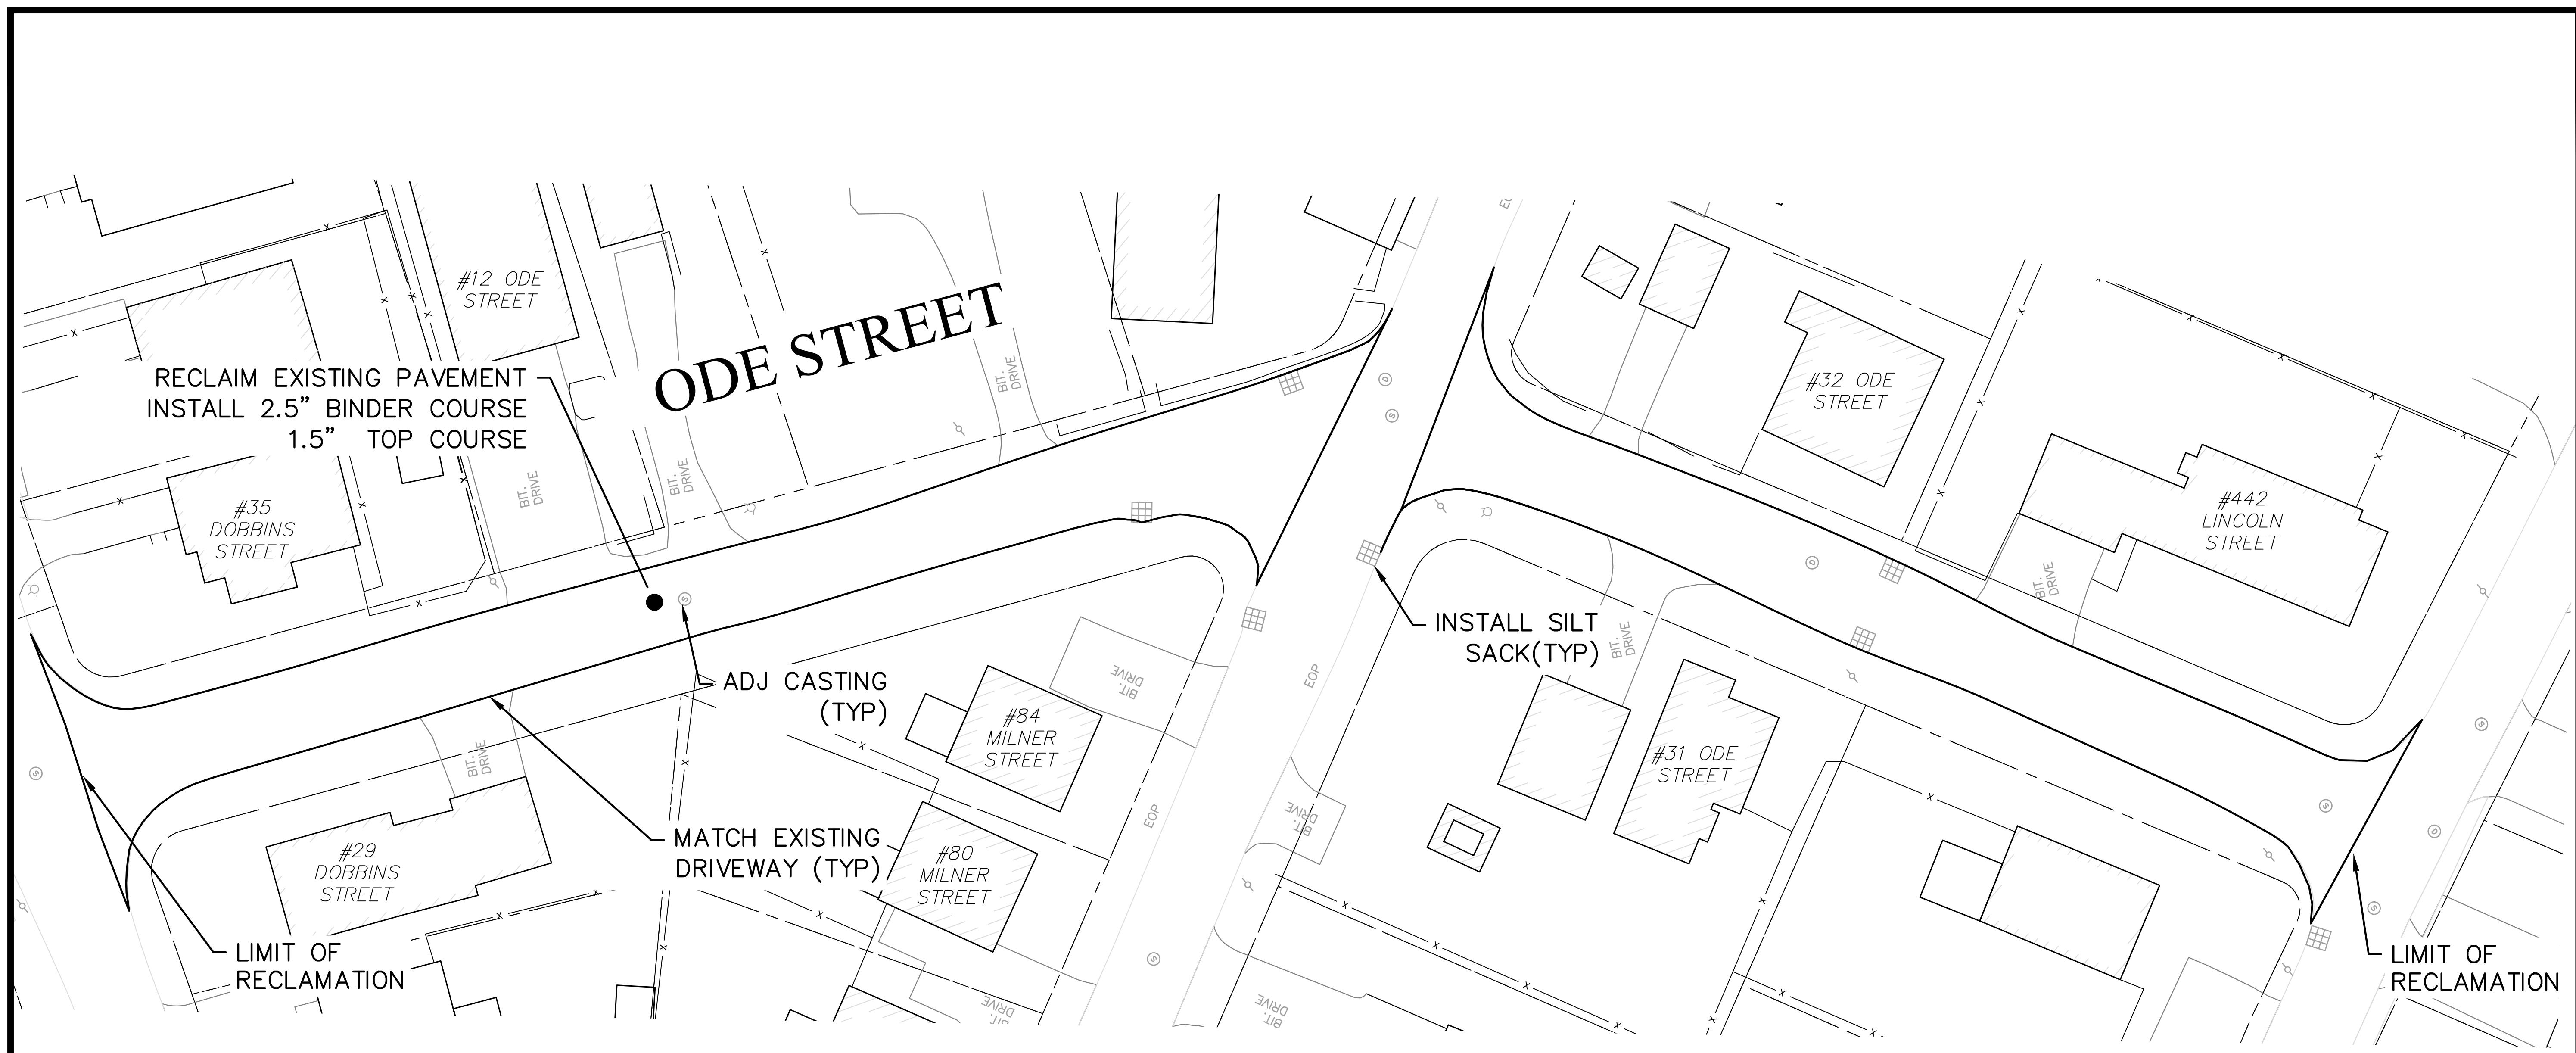 #12 ODE
STREET
ODE STREET
RECLAIM EXISTING PAVEMENT
INSTALL 2.5” BINDER COURSE
1.5” TOP COURSE
BIT.
DRIVE
#32 ODE
STREET
#35
DOBBINS
STREET
BIT.
DRIVE
BIT.
DRIVE
#442
LINCOLN
STREET
BIT.
DRIVE
INSTALL SILT
SACK(TYP)
BIT.
DRIVE
ADJ CASTING
(TYP)
EOP
BIT.
DRIVE
#84
MILNER
STREET
#31 ODE
STREET
BIT.
DRIVE
EOP
BIT.
DRIVE
MATCH EXISTING
DRIVEWAY (TYP)
#29
DOBBINS
STREET
#80
MILNER
STREET
LIMIT OF
RECLAMATION
LIMIT OF
RECLAMATION
BIT.
DRIVE
DRIVE
S
S
S
S
S
S
S
D
D
D